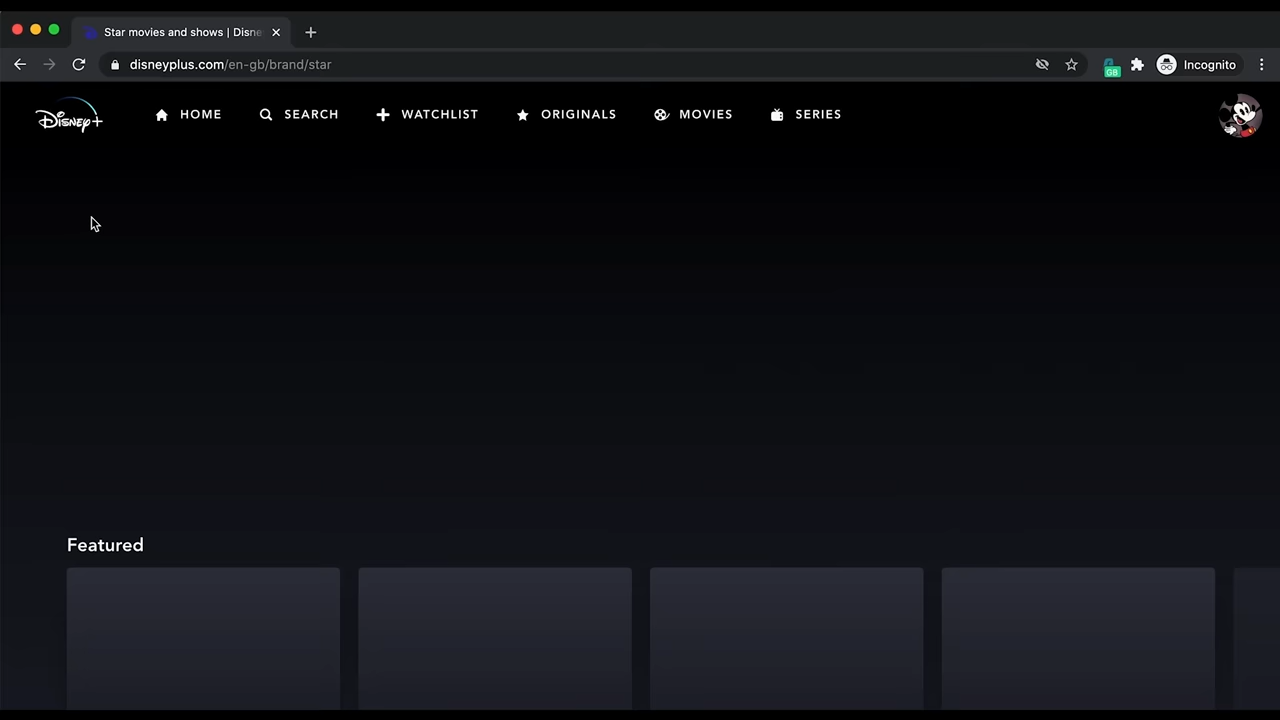 Star movies and shows | Disne
disneyplus.com/en-gb/brand/star
GB
Incognito
Disney+
HOME
SEARCH
WATCHLIST
ORIGINALS
MOVIES
SERIES
Featured